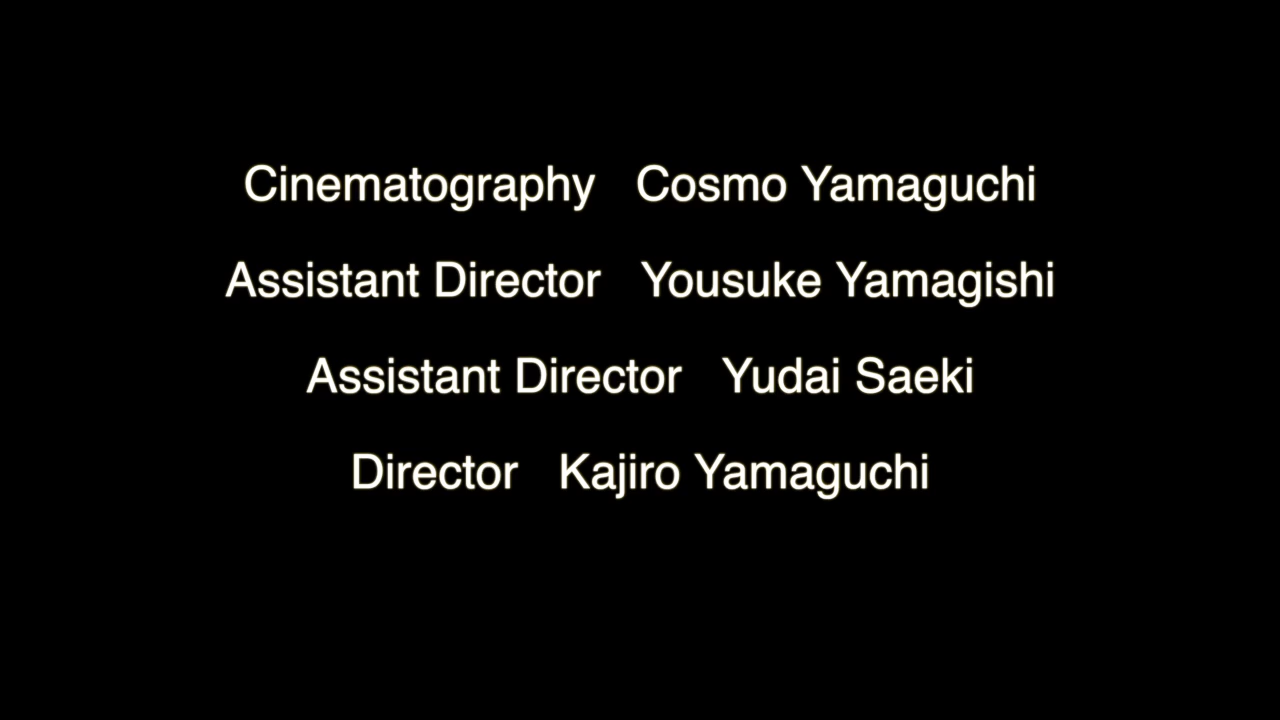 Cinematography Cosmo Yamaguchi
Assistant Director Yousuke Yamagishi
Assistant Director Yudai Saeki
Director Kajiro Yamaguchi